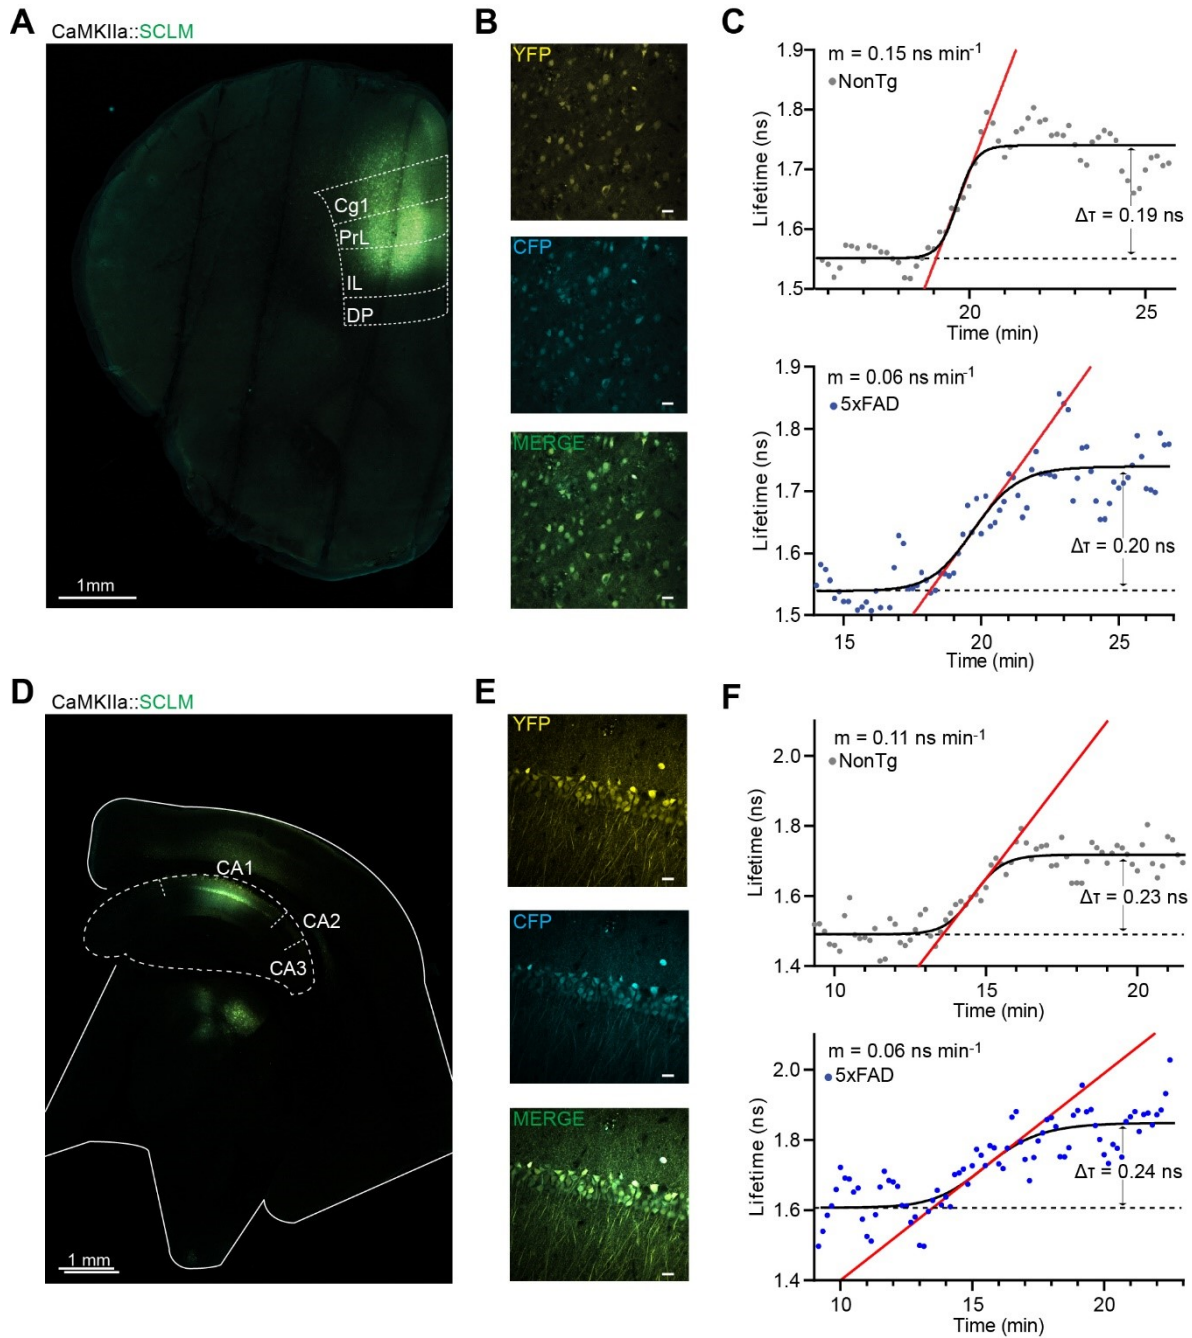 A
CaMKIIa::SCLM
Cg1
PrL
IL
DP
1mm
B
YFP
CFP
MERGE
C
m = 0.15 ns min⁻¹
NonTg
Δτ = 0.19 ns
Lifetime (ns)
1.9
1.8
1.7
1.6
1.5
20
25
Time (min)
m = 0.06 ns min⁻¹
5xFAD
Δτ = 0.20 ns
Lifetime (ns)
1.9
1.8
1.7
1.6
1.5
15
20
25
Time (min)
D
CaMKIIa::SCLM
CA1
CA2
CA3
1 mm
E
YFP
CFP
MERGE
F
m = 0.11 ns min⁻¹
NonTg
Δτ = 0.23 ns
Lifetime (ns)
2.0
1.8
1.6
1.4
10
15
20
Time (min)
m = 0.06 ns min⁻¹
5xFAD
Δτ = 0.24 ns
Lifetime (ns)
2.0
1.8
1.6
1.4
10
15
20
Time (min)